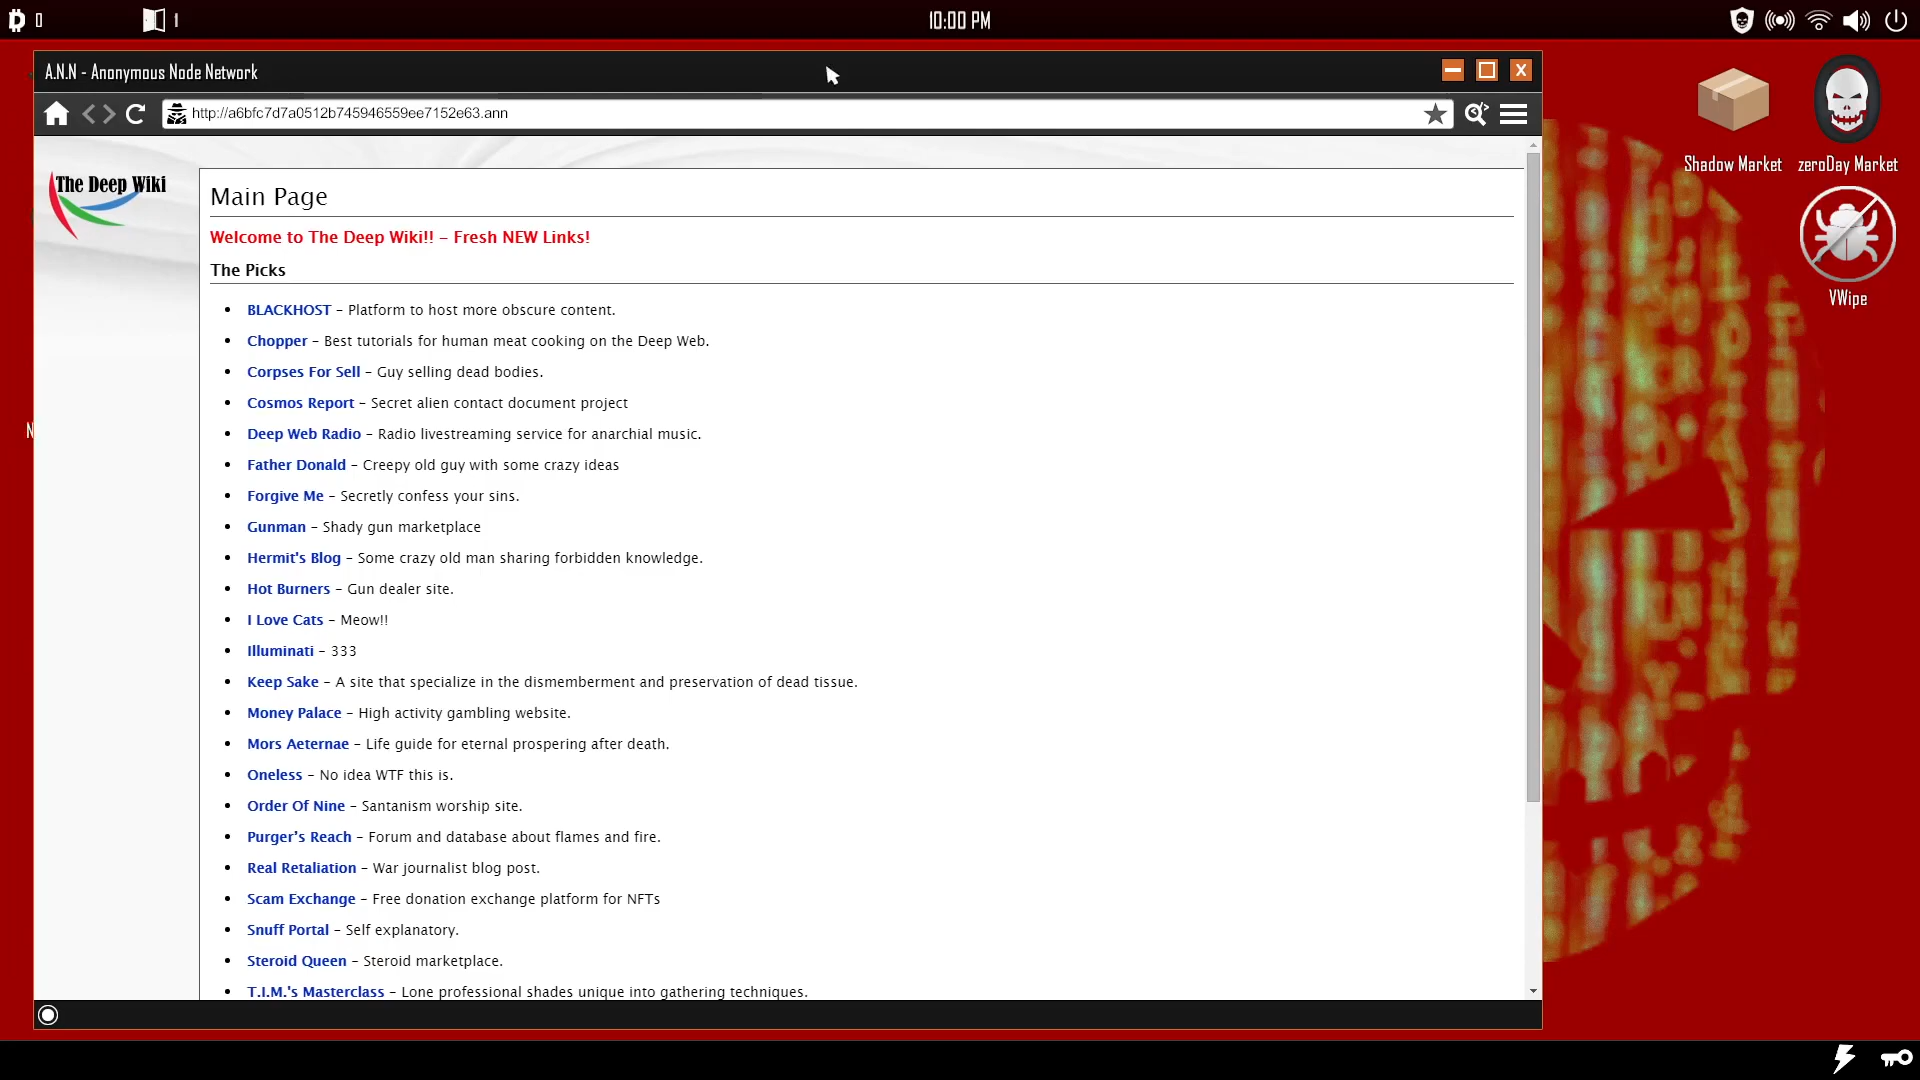 0
1
10:00 PM
A.N.N - Anonymous Node Network
http://a6bfc7d7a0512b745946559ee7152e63.ann
Shadow Market
zeroDay Market
VWipe
N
The Deep Wiki
Main Page
Welcome to The Deep Wiki!! – Fresh NEW Links!
The Picks
• BLACKHOST – Platform to host more obscure content.
• Chopper – Best tutorials for human meat cooking on the Deep Web.
• Corpses For Sell – Guy selling dead bodies.
• Cosmos Report – Secret alien contact document project
• Deep Web Radio – Radio livestreaming service for anarchial music.
• Father Donald – Creepy old guy with some crazy ideas
• Forgive Me – Secretly confess your sins.
• Gunman – Shady gun marketplace
• Hermit's Blog – Some crazy old man sharing forbidden knowledge.
• Hot Burners – Gun dealer site.
• I Love Cats – Meow!!
• Illuminati – 333
• Keep Sake – A site that specialize in the dismemberment and preservation of dead tissue.
• Money Palace – High activity gambling website.
• Mors Aeternae – Life guide for eternal prospering after death.
• Oneless – No idea WTF this is.
• Order Of Nine – Santanism worship site.
• Purger's Reach – Forum and database about flames and fire.
• Real Retaliation – War journalist blog post.
• Scam Exchange – Free donation exchange platform for NFTs
• Snuff Portal – Self explanatory.
• Steroid Queen – Steroid marketplace.
• T.I.M.'s Masterclass – Lone professional shades unique into gathering techniques.